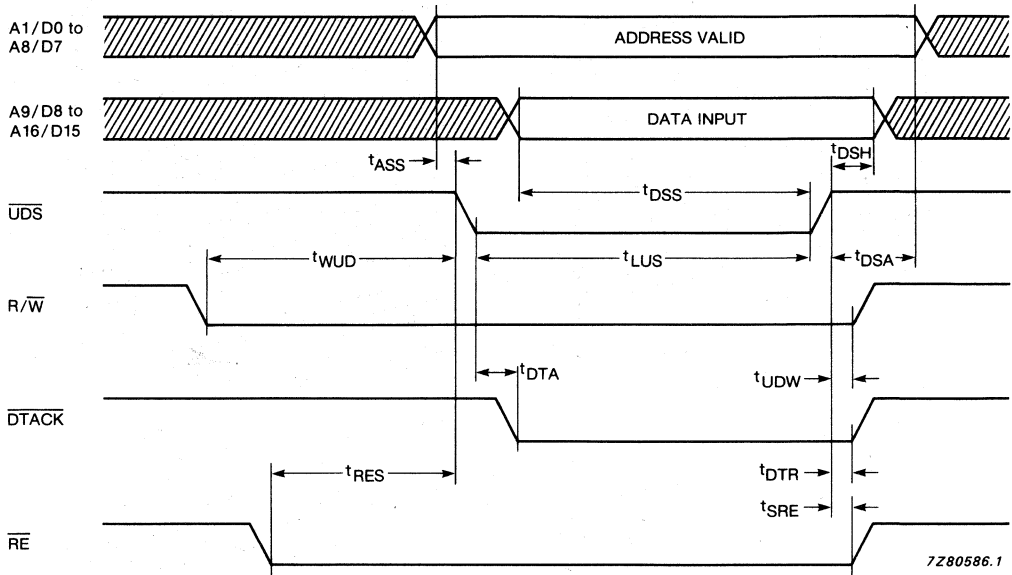 A1/D0 to
A8/D7
ADDRESS VALID
A9/D8 to
A16/D15
DATA INPUT
tASS
tDSH
tDSS
UDS
tWUD
tLUS
tDSA
R/W
tDTA
tUDW
DTACK
tRES
tDTR
tSRE
RE
7Z80586.1